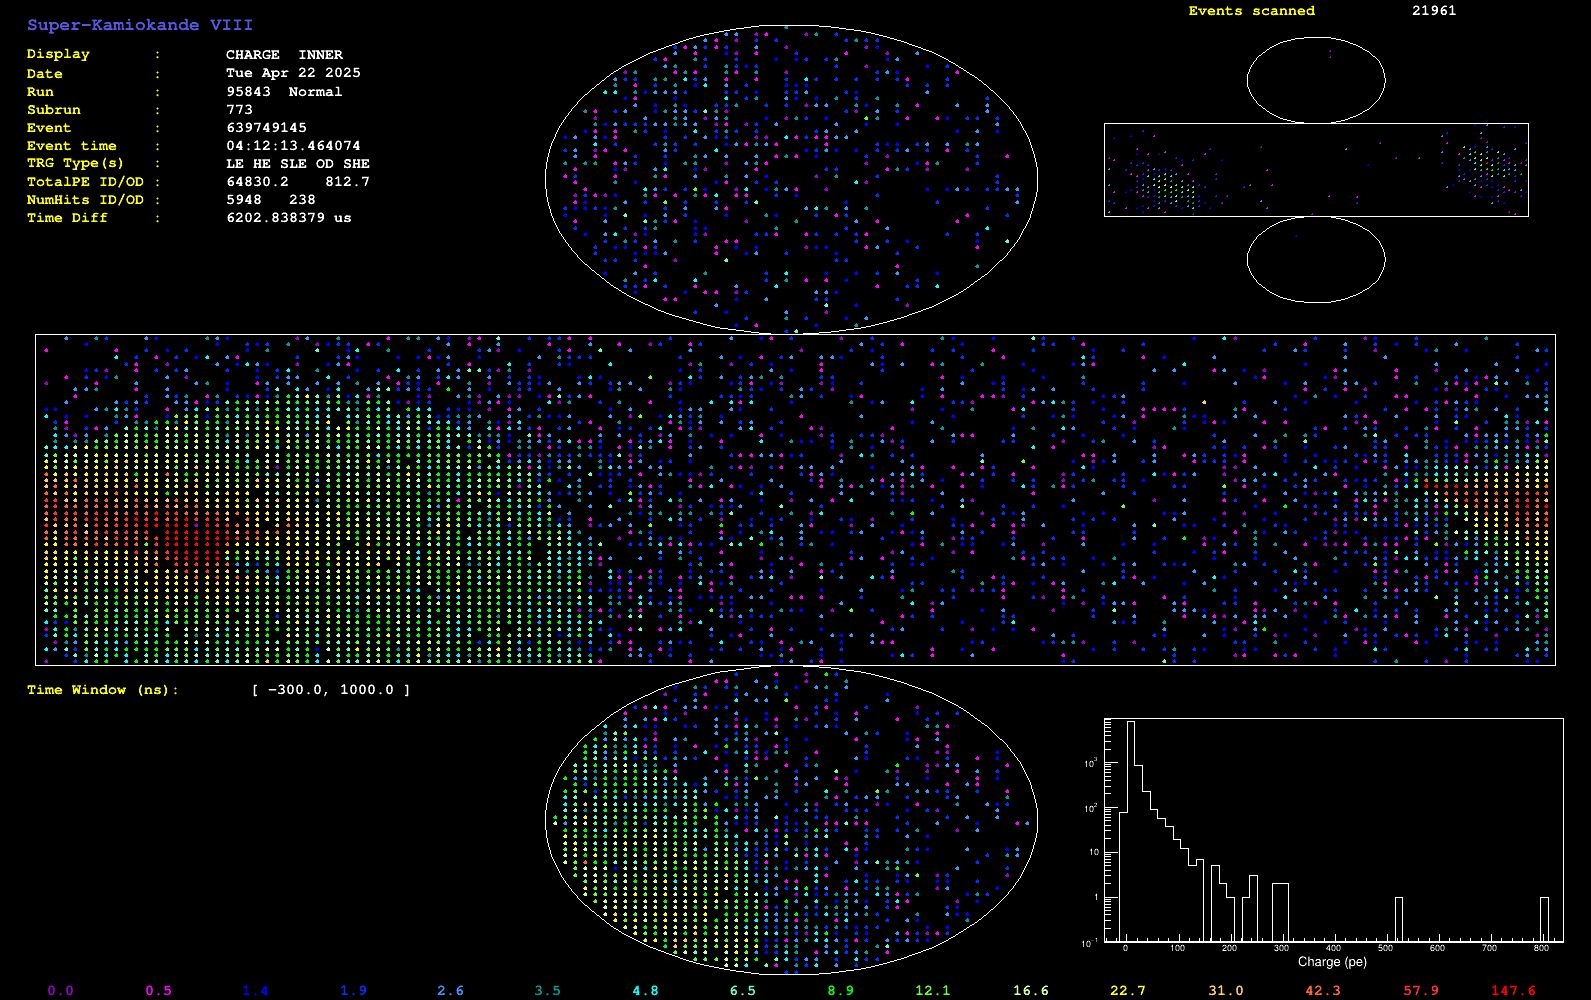 Super-Kamiokande VIII
Display : CHARGE INNER
Date : Tue Apr 22 2025
Run : 95843 Normal
Subrun : 773
Event : 639749145
Event time : 04:12:13.464074
TRG Type(s) : LE HE SLE OD SHE
TotalPE ID/OD : 64830.2 812.7
NumHits ID/OD : 5948 238
Time Diff : 6202.838379 us
Events scanned 21961
Time Window (ns): [ -300.0, 1000.0 ]
10³
10²
10
1
10⁻¹
0 100 200 300 400 500 600 700 800
Charge (pe)
0.0 0.5 1.4 1.9 2.6 3.5 4.8 6.5 8.9 12.1 16.6 22.7 31.0 42.3 57.9 147.6